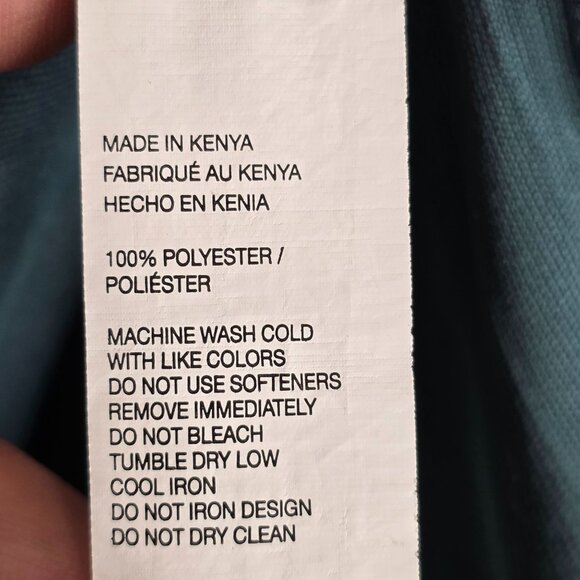 MADE IN KENYA
FABRIQUÉ AU KENYA
HECHO EN KENIA
100% POLYESTER /
POLIÉSTER
MACHINE WASH COLD
WITH LIKE COLORS
DO NOT USE SOFTENERS
REMOVE IMMEDIATELY
DO NOT BLEACH
TUMBLE DRY LOW
COOL IRON
DO NOT IRON DESIGN
DO NOT DRY CLEAN